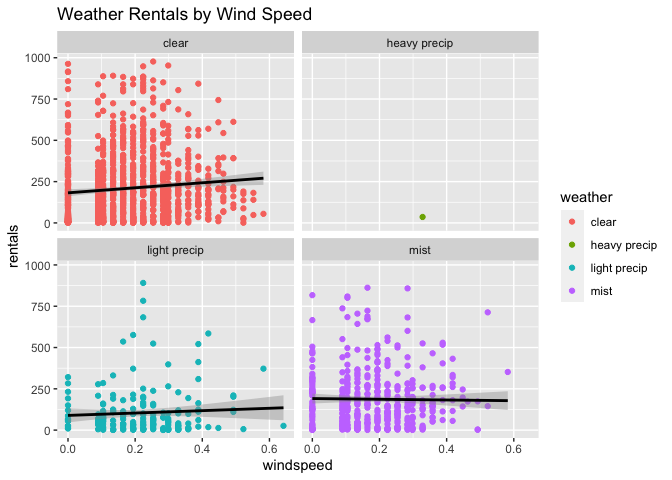 Weather Rentals by Wind Speed
clear
heavy precip
1000
750
500
250
0
light precip
mist
1000
750
500
250
0
0.0
0.2
0.4
0.6
0.0
0.2
0.4
0.6
windspeed
rentals
weather
clear
heavy precip
light precip
mist